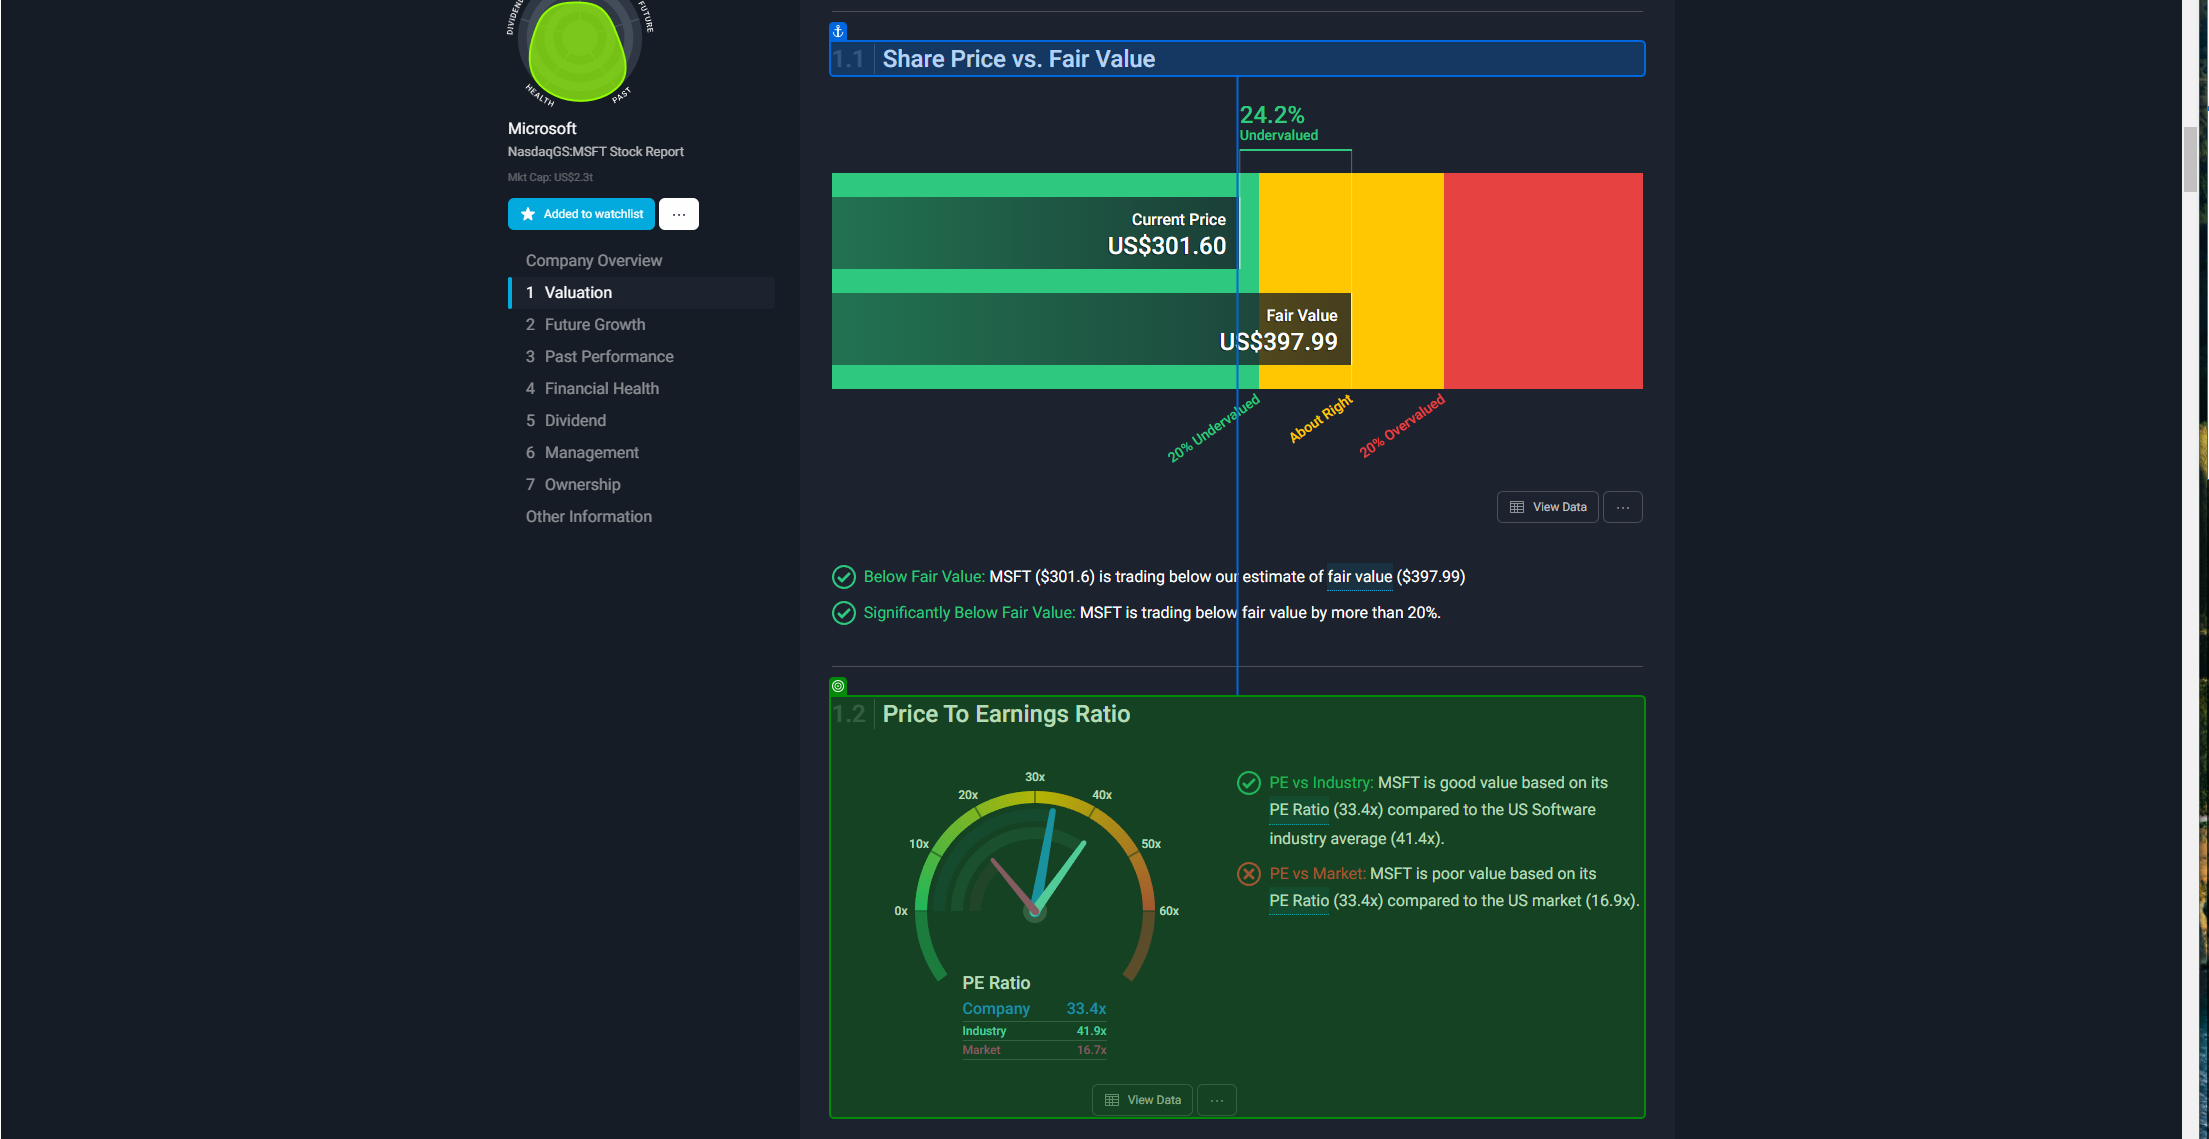 DIVIDEND
FUTURE
HEALTH
PAST
Microsoft
NasdaqGS:MSFT Stock Report
Mkt Cap: US$2.3t
Added to watchlist
...
Company Overview
1 Valuation
2 Future Growth
3 Past Performance
4 Financial Health
5 Dividend
6 Management
7 Ownership
Other Information
1.1 Share Price vs. Fair Value
24.2%
Undervalued
Current Price
US$301.60
Fair Value
US$397.99
20% Undervalued
About Right
20% Overvalued
View Data
...
Below Fair Value: MSFT ($301.6) is trading below our estimate of fair value ($397.99)
Significantly Below Fair Value: MSFT is trading below fair value by more than 20%.
1.2 Price To Earnings Ratio
0x
10x
20x
30x
40x
50x
60x
PE Ratio
Company 33.4x
Industry 41.9x
Market 16.7x
PE vs Industry: MSFT is good value based on its
PE Ratio (33.4x) compared to the US Software
industry average (41.4x).
PE vs Market: MSFT is poor value based on its
PE Ratio (33.4x) compared to the US market (16.9x).
View Data
...